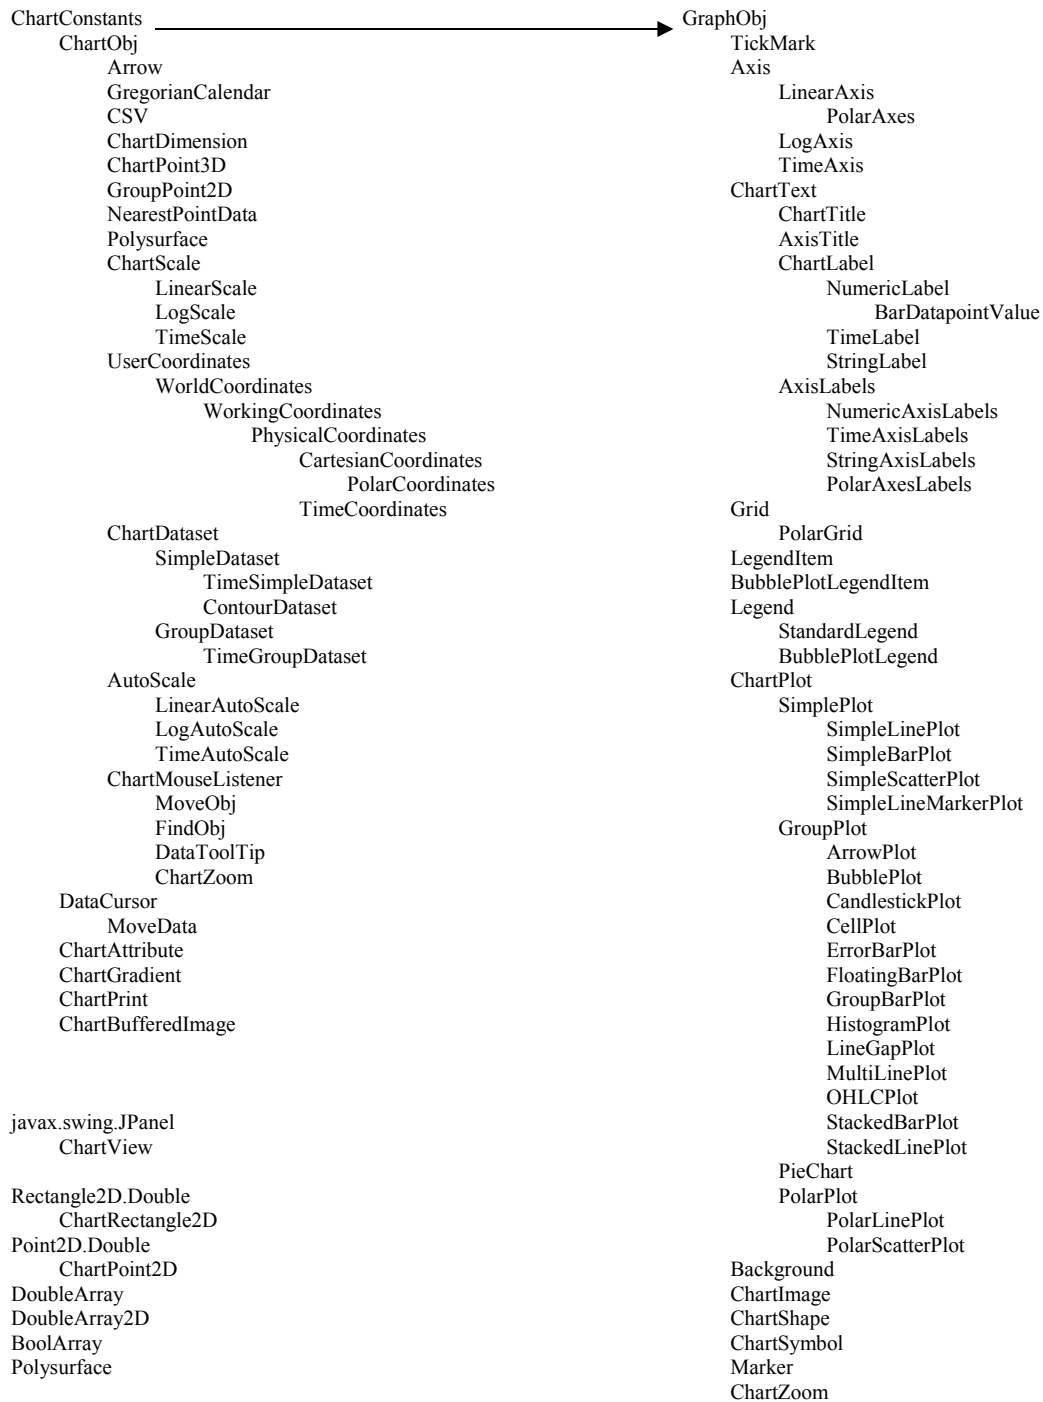 ChartConstants
ChartObj
Arrow
GregorianCalendar
CSV
ChartDimension
ChartPoint3D
GroupPoint2D
NearestPointData
Polysurface
ChartScale
LinearScale
LogScale
TimeScale
UserCoordinates
WorldCoordinates
WorkingCoordinates
PhysicalCoordinates
CartesianCoordinates
PolarCoordinates
TimeCoordinates
ChartDataset
SimpleDataset
TimeSimpleDataset
ContourDataset
GroupDataset
TimeGroupDataset
AutoScale
LinearAutoScale
LogAutoScale
TimeAutoScale
ChartMouseListener
MoveObj
FindObj
DataToolTip
ChartZoom
DataCursor
MoveData
ChartAttribute
ChartGradient
ChartPrint
ChartBufferedImage
javax.swing.JPanel
ChartView
Rectangle2D.Double
ChartRectangle2D
Point2D.Double
ChartPoint2D
DoubleArray
DoubleArray2D
BoolArray
Polysurface
GraphObj
TickMark
Axis
LinearAxis
PolarAxes
LogAxis
TimeAxis
ChartText
ChartTitle
AxisTitle
ChartLabel
NumericLabel
BarDatapointValue
TimeLabel
StringLabel
AxisLabels
NumericAxisLabels
TimeAxisLabels
StringAxisLabels
PolarAxesLabels
Grid
PolarGrid
LegendItem
BubblePlotLegendItem
Legend
StandardLegend
BubblePlotLegend
ChartPlot
SimplePlot
SimpleLinePlot
SimpleBarPlot
SimpleScatterPlot
SimpleLineMarkerPlot
GroupPlot
ArrowPlot
BubblePlot
CandlestickPlot
CellPlot
ErrorBarPlot
FloatingBarPlot
GroupBarPlot
HistogramPlot
LineGapPlot
MultiLinePlot
OHLCPlot
StackedBarPlot
StackedLinePlot
PieChart
PolarPlot
PolarLinePlot
PolarScatterPlot
Background
ChartImage
ChartShape
ChartSymbol
Marker
ChartZoom